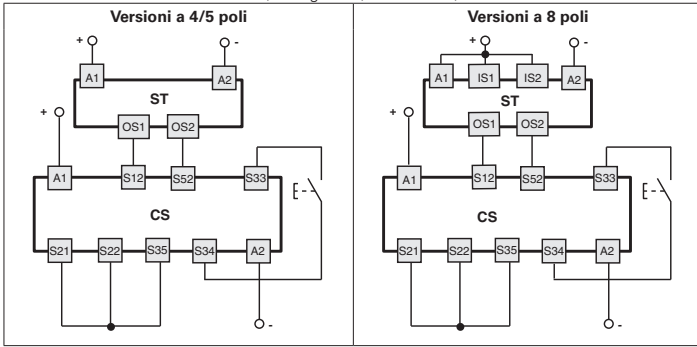 Versioni a 4/5 poli
+ -
A1 A2
ST
OS1 OS2
+
A1 S12 S52 S33
CS
S21 S22 S35 S34 A2
-
Versioni a 8 poli
+ -
A1 IS1 IS2 A2
ST
OS1 OS2
+
A1 S12 S52 S33
CS
S21 S22 S35 S34 A2
-